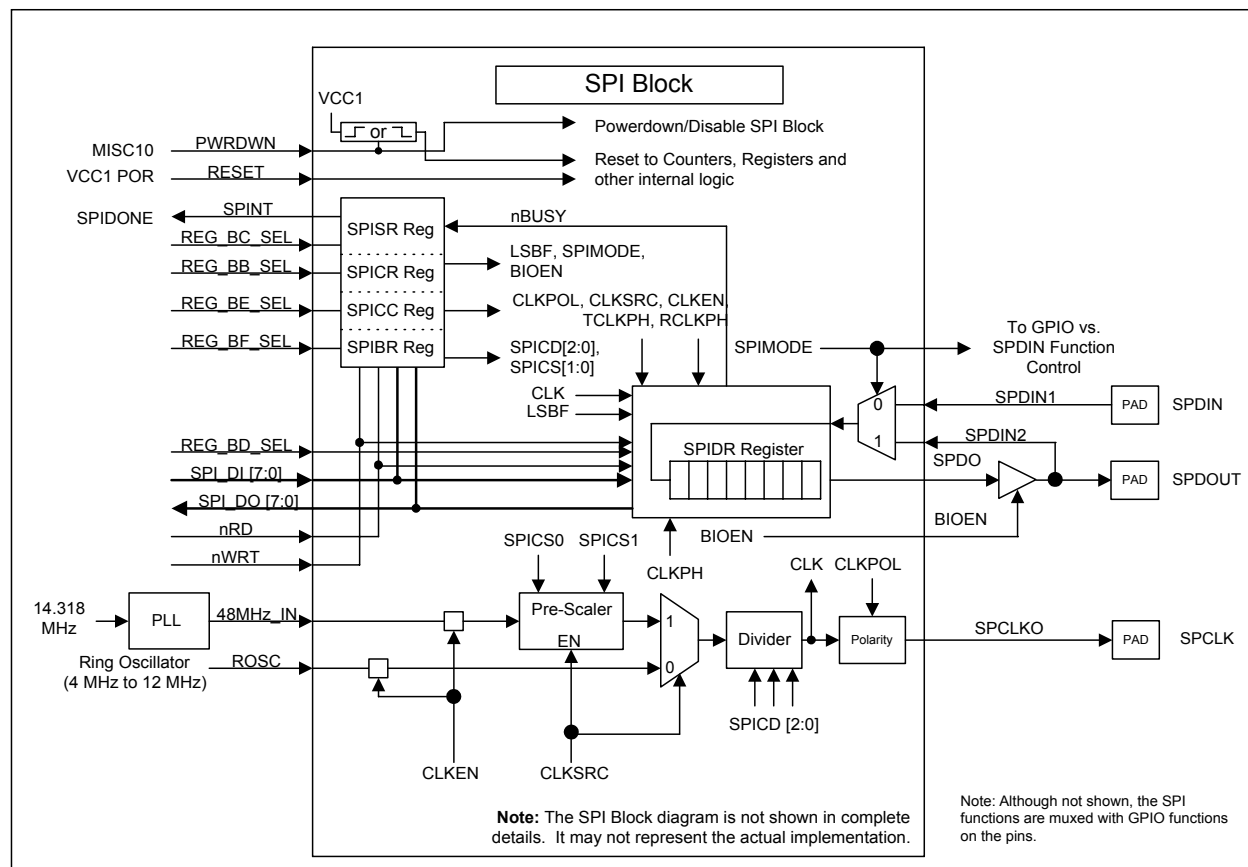 SPI Block
VCC1
or
MISC10
PWRDWN
Powerdown/Disable SPI Block
VCC1 POR
RESET
Reset to Counters, Registers and
other internal logic
SPIDONE
SPINT
nBUSY
REG_BC_SEL
SPISR Reg
REG_BB_SEL
SPICR Reg
LSBF, SPIMODE,
BIOEN
REG_BE_SEL
SPICC Reg
CLKPOL, CLKSRC, CLKEN,
TCLKPH, RCLKPH
REG_BF_SEL
SPIBR Reg
SPICD[2:0],
SPICS[1:0]
SPIMODE
To GPIO vs.
SPDIN Function
Control
CLK
LSBF
0
1
SPDIN1
PAD
SPDIN
SPDIN2
REG_BD_SEL
SPIDR Register
SPDO
SPI_DI [7:0]
PAD
SPDOUT
SPI_DO [7:0]
BIOEN
nRD
BIOEN
nWRT
CLKPH
SPICS0
SPICS1
CLK
CLKPOL
14.318
MHz
PLL
48MHz_IN
Pre-Scaler
EN
1
0
Divider
Polarity
SPCLKO
PAD
SPCLK
Ring Oscillator
(4 MHz to 12 MHz)
ROSC
SPICD [2:0]
CLKEN
CLKSRC
Note: The SPI Block diagram is not shown in complete
details. It may not represent the actual implementation.
Note: Although not shown, the SPI
functions are muxed with GPIO functions
on the pins.